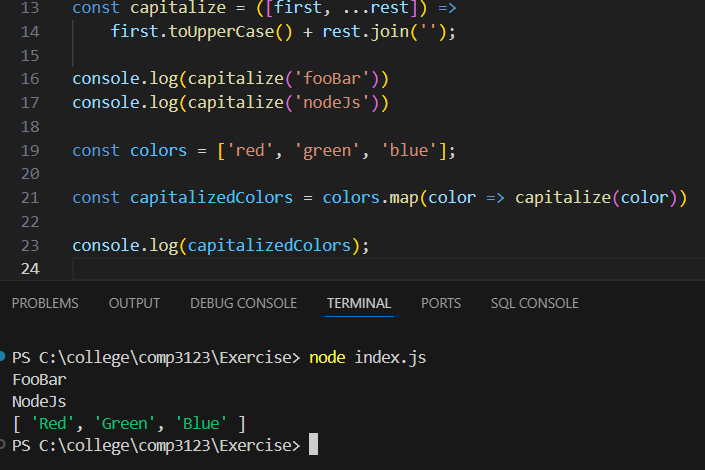 13 const capitalize = ([first, ...rest]) =>
14     first.toUpperCase() + rest.join('');
15
16 console.log(capitalize('fooBar'))
17 console.log(capitalize('nodeJs'))
18
19 const colors = ['red', 'green', 'blue'];
20
21 const capitalizedColors = colors.map(color => capitalize(color))
22
23 console.log(capitalizedColors);
24
PROBLEMS OUTPUT DEBUG CONSOLE TERMINAL PORTS SQL CONSOLE
PS C:\college\comp3123\Exercise> node index.js
FooBar
NodeJs
[ 'Red', 'Green', 'Blue' ]
PS C:\college\comp3123\Exercise>